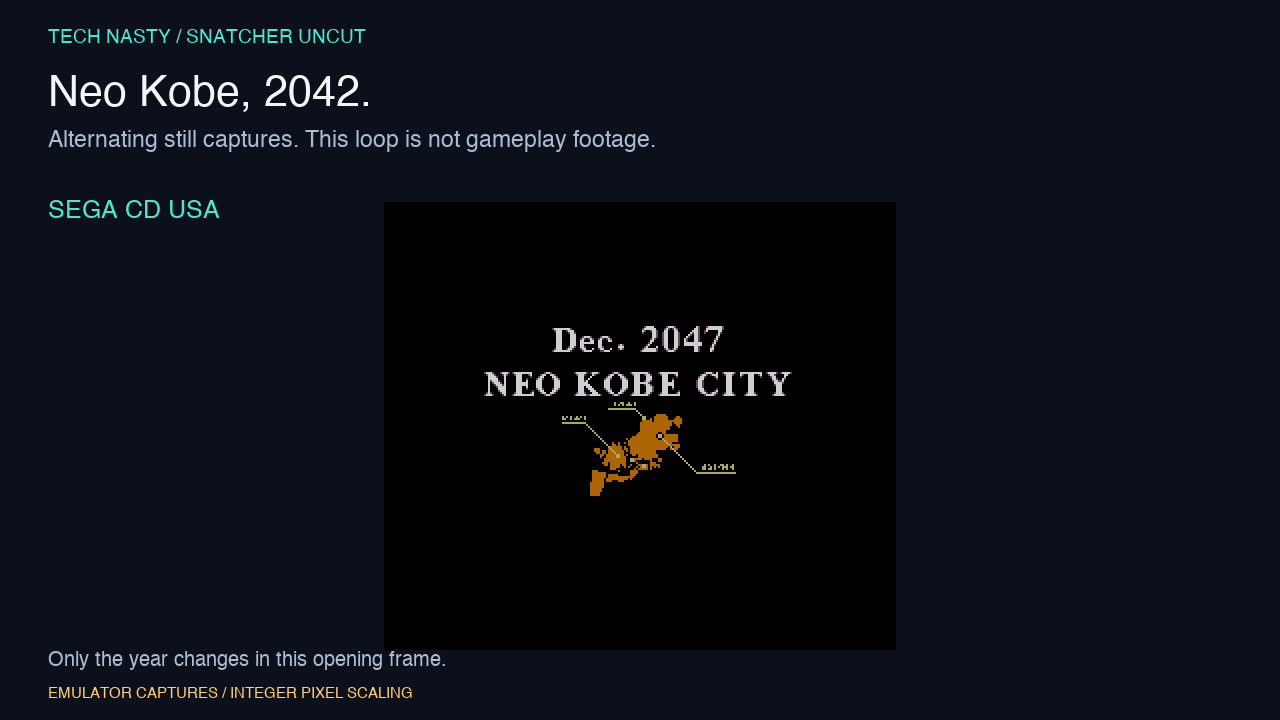 TECH NASTY / SNATCHER UNCUT
Neo Kobe, 2042.
Alternating still captures. This loop is not gameplay footage.
SEGA CD USA
Dec. 2047
NEO KOBE CITY
Only the year changes in this opening frame.
EMULATOR CAPTURES / INTEGER PIXEL SCALING